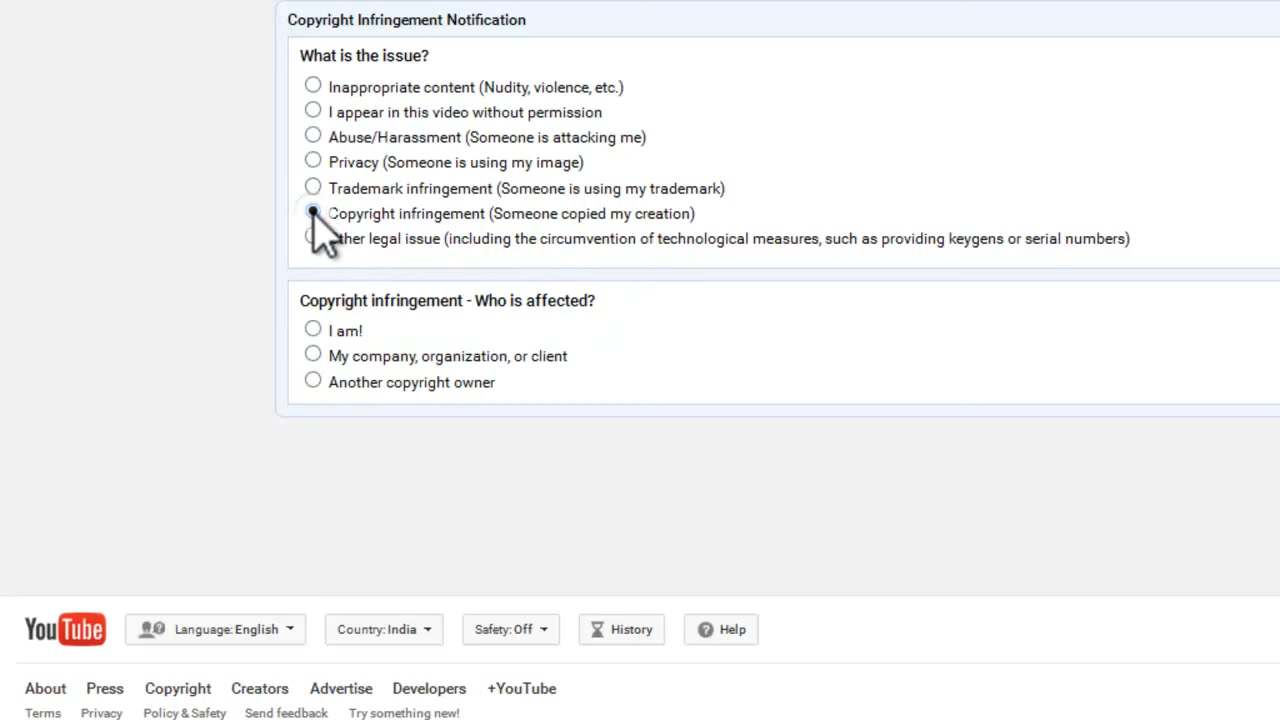 Copyright Infringement Notification
What is the issue?
Inappropriate content (Nudity, violence, etc.)
I appear in this video without permission
Abuse/Harassment (Someone is attacking me)
Privacy (Someone is using my image)
Trademark infringement (Someone is using my trademark)
Copyright infringement (Someone copied my creation)
ther legal issue (including the circumvention of technological measures, such as providing keygens or serial numbers)
Copyright infringement - Who is affected?
I am!
My company, organization, or client
Another copyright owner
YouTube Language: English Country: India Safety: Off History Help
About Press Copyright Creators Advertise Developers +YouTube
Terms Privacy Policy & Safety Send feedback Try something new!